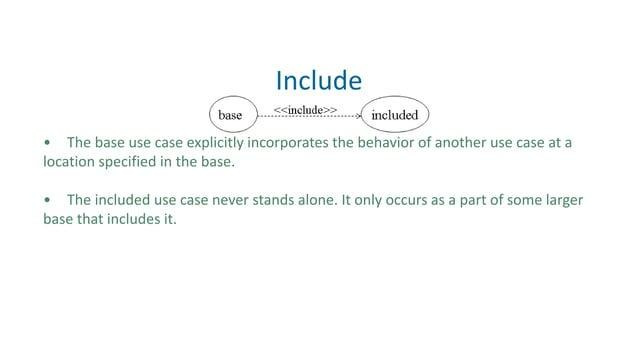 Include
base <<include>> included
• The base use case explicitly incorporates the behavior of another use case at a
location specified in the base.
• The included use case never stands alone. It only occurs as a part of some larger
base that includes it.